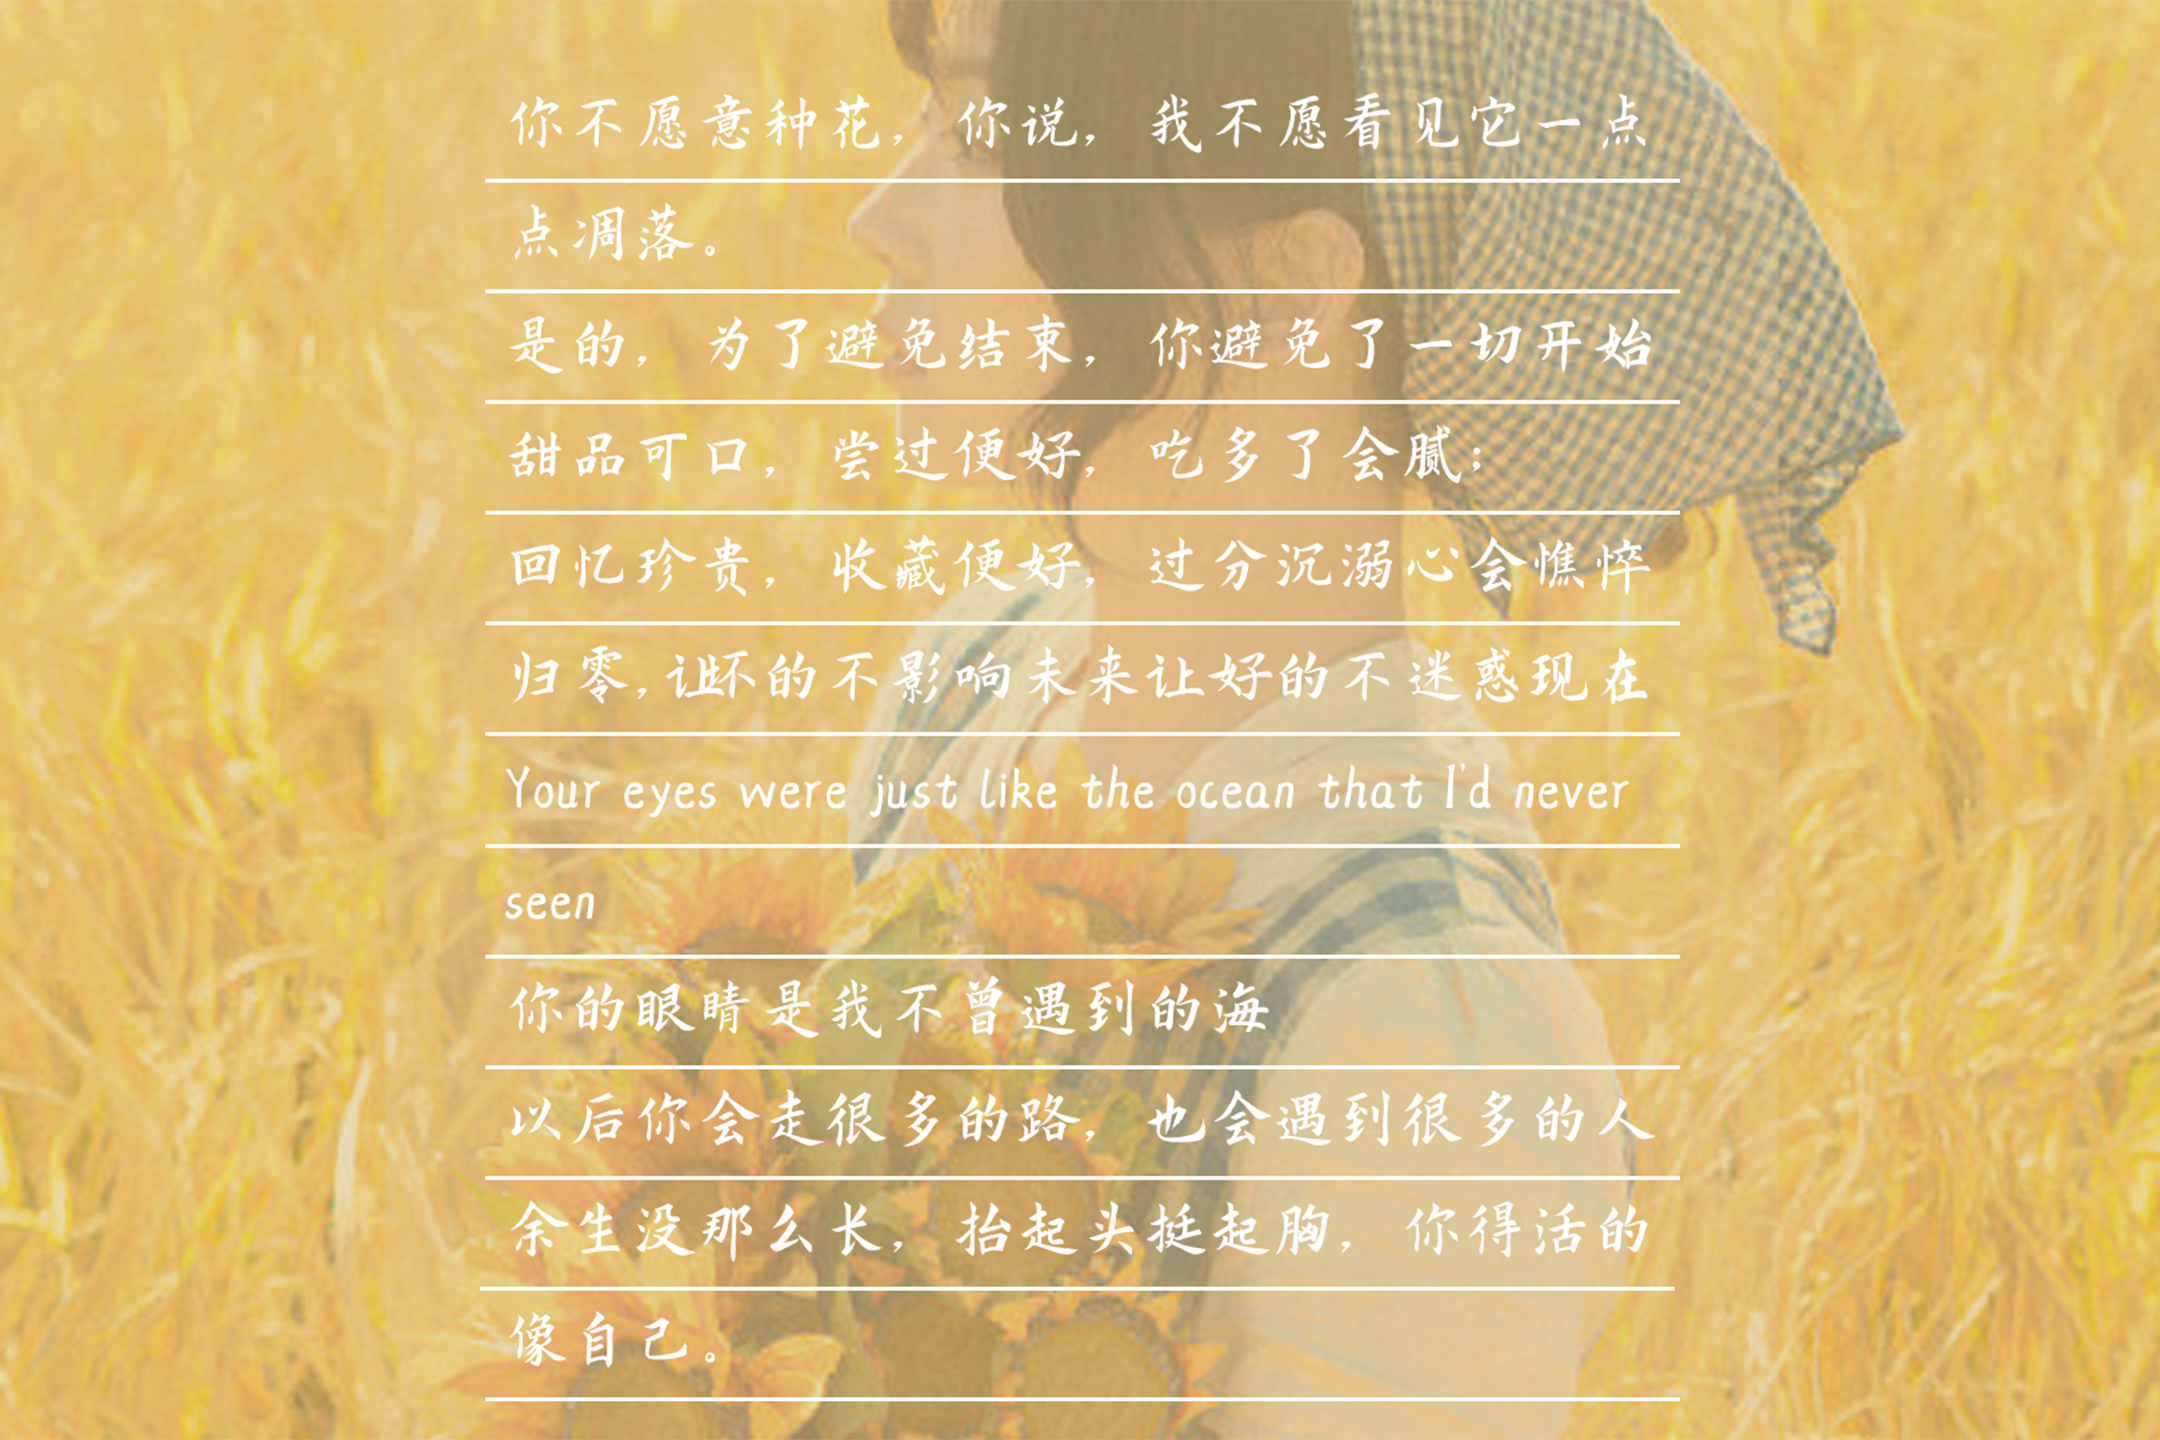 你不愿意种花，你说，我不愿看见它一点
点凋落。
是的，为了避免结束，你避免了一切开始
甜品可口，尝过便好，吃多了会腻；
回忆珍贵，收藏便好，过分沉溺心会憔悴
归零，让坏的不影响未来让好的不迷惑现在
Your eyes were just like the ocean that I'd never
seen
你的眼睛是我不曾遇到的海
以后你会走很多的路，也会遇到很多的人
余生没那么长，抬起头挺起胸，你得活的
像自己。